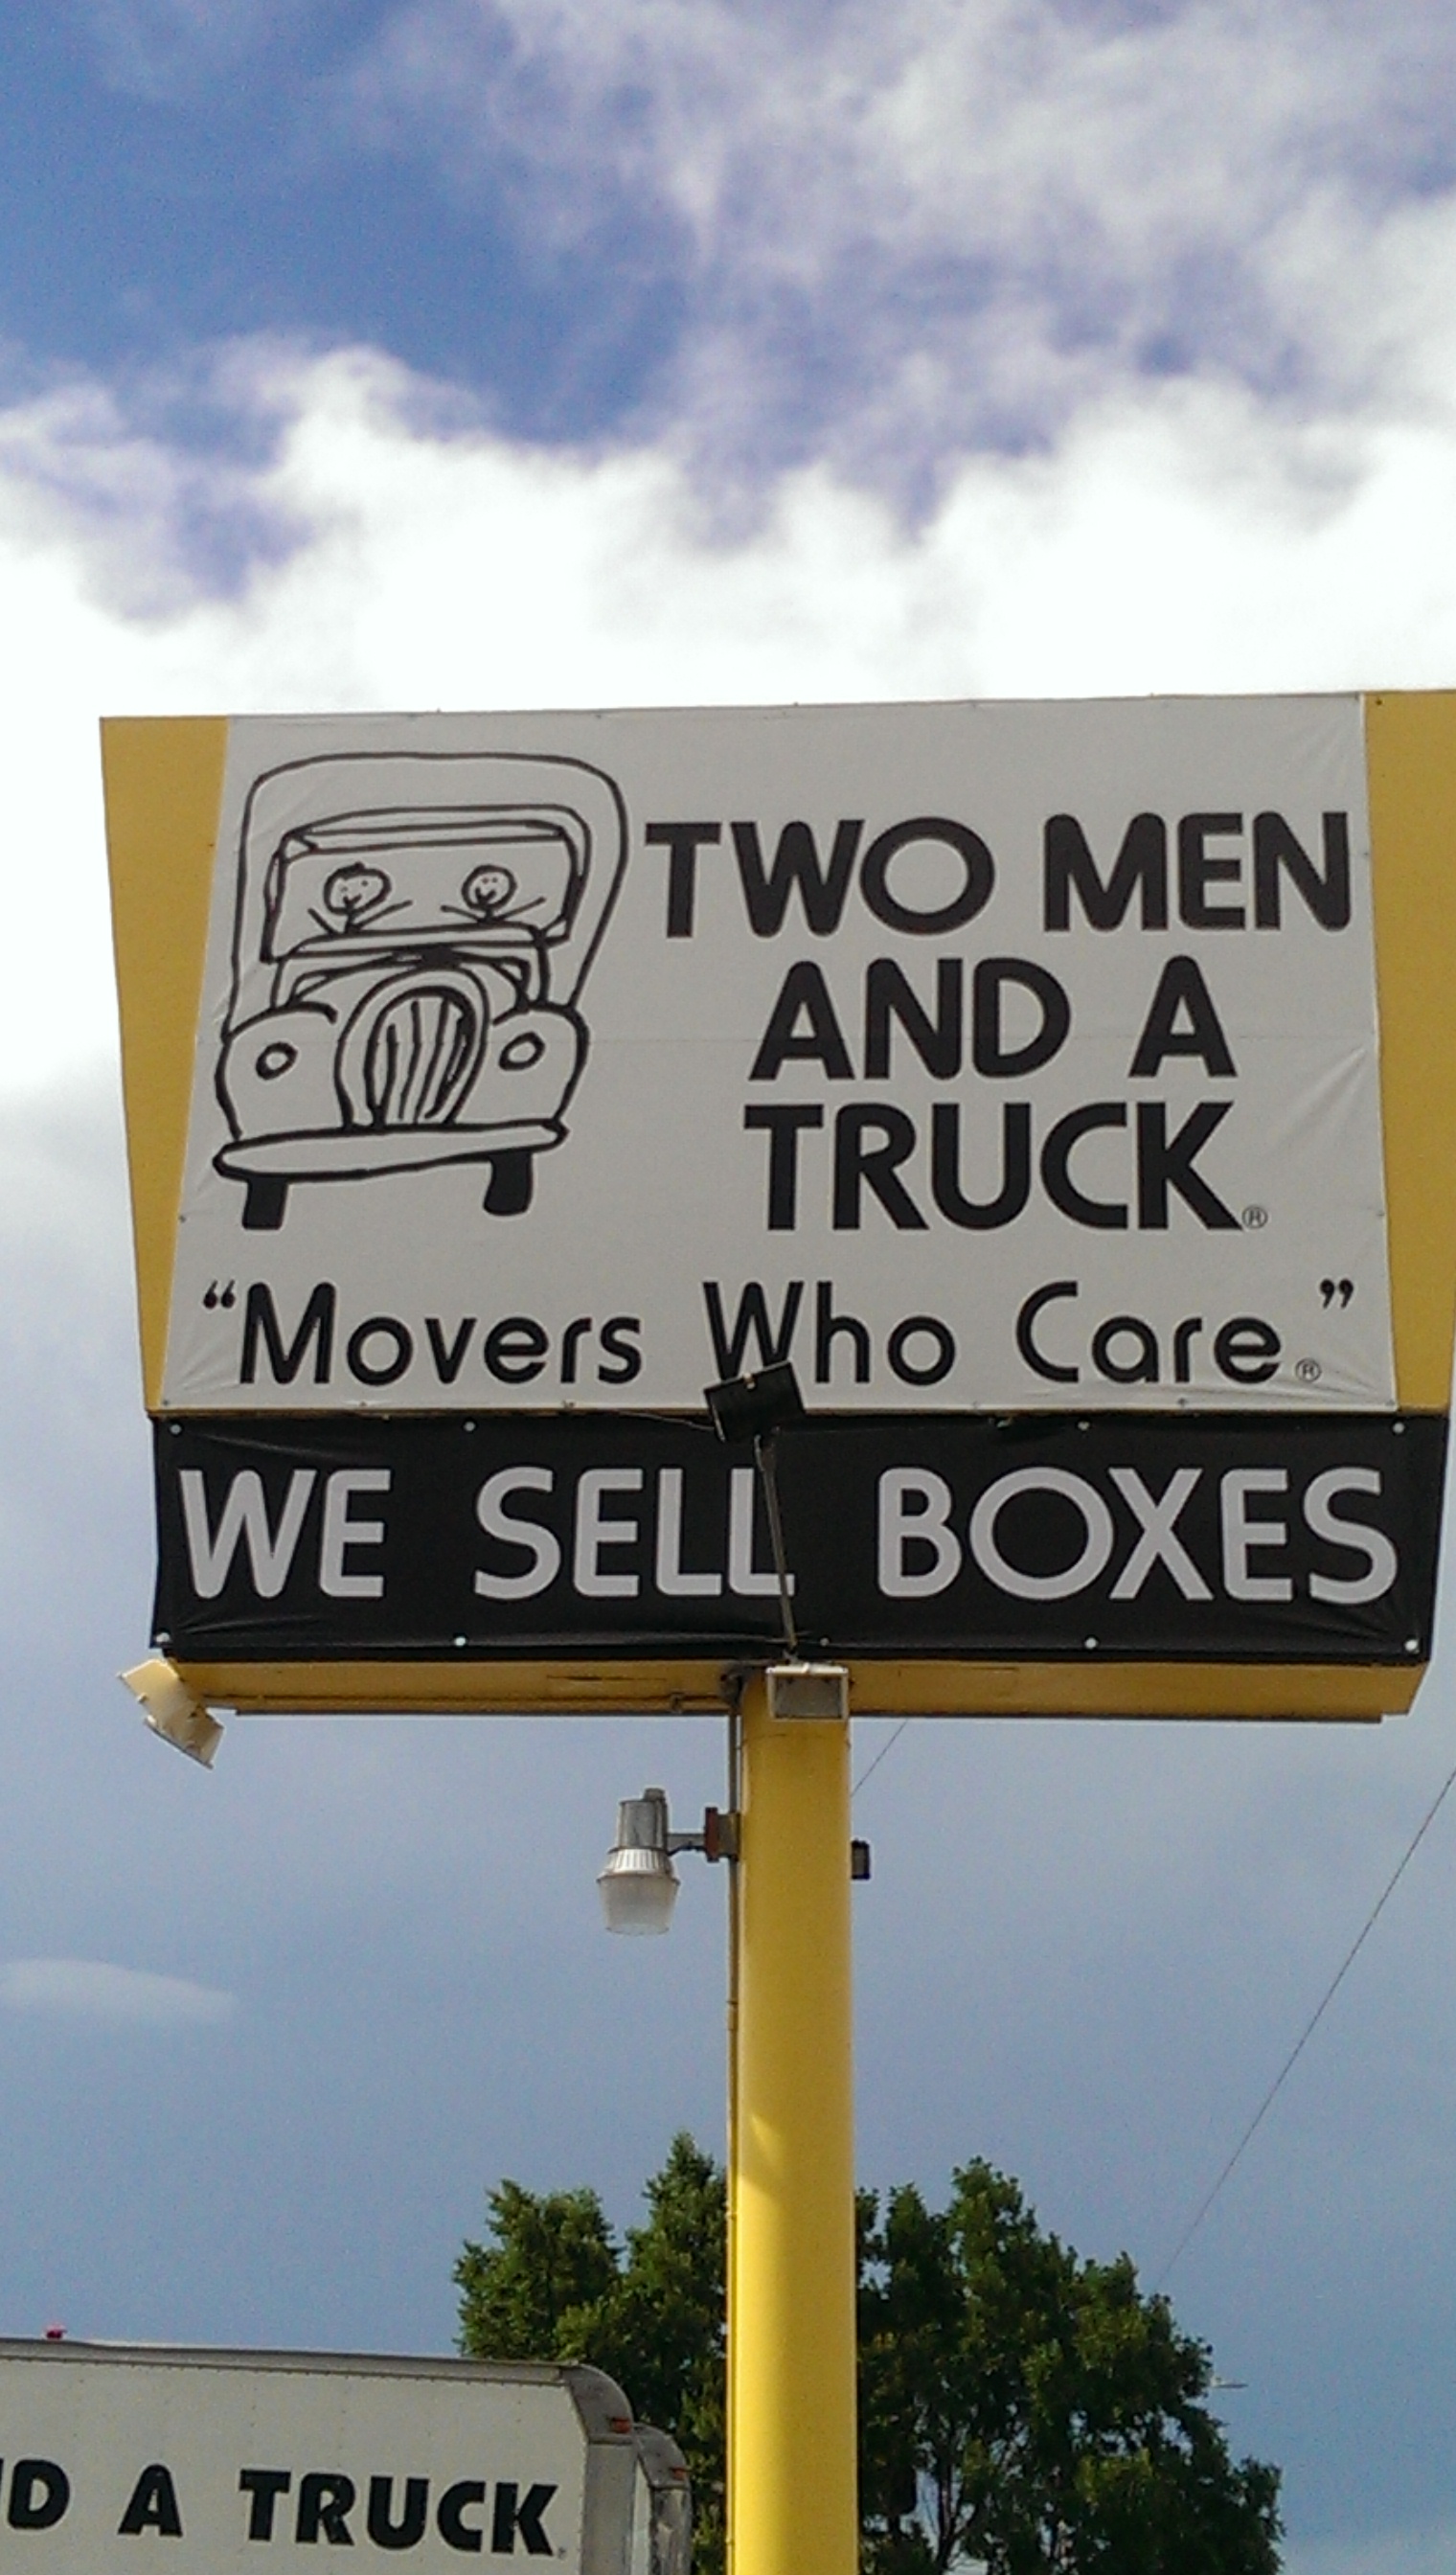 TWO MEN
AND A
TRUCK®
“Movers Who Care.®”
WE SELL BOXES
D A TRUCK